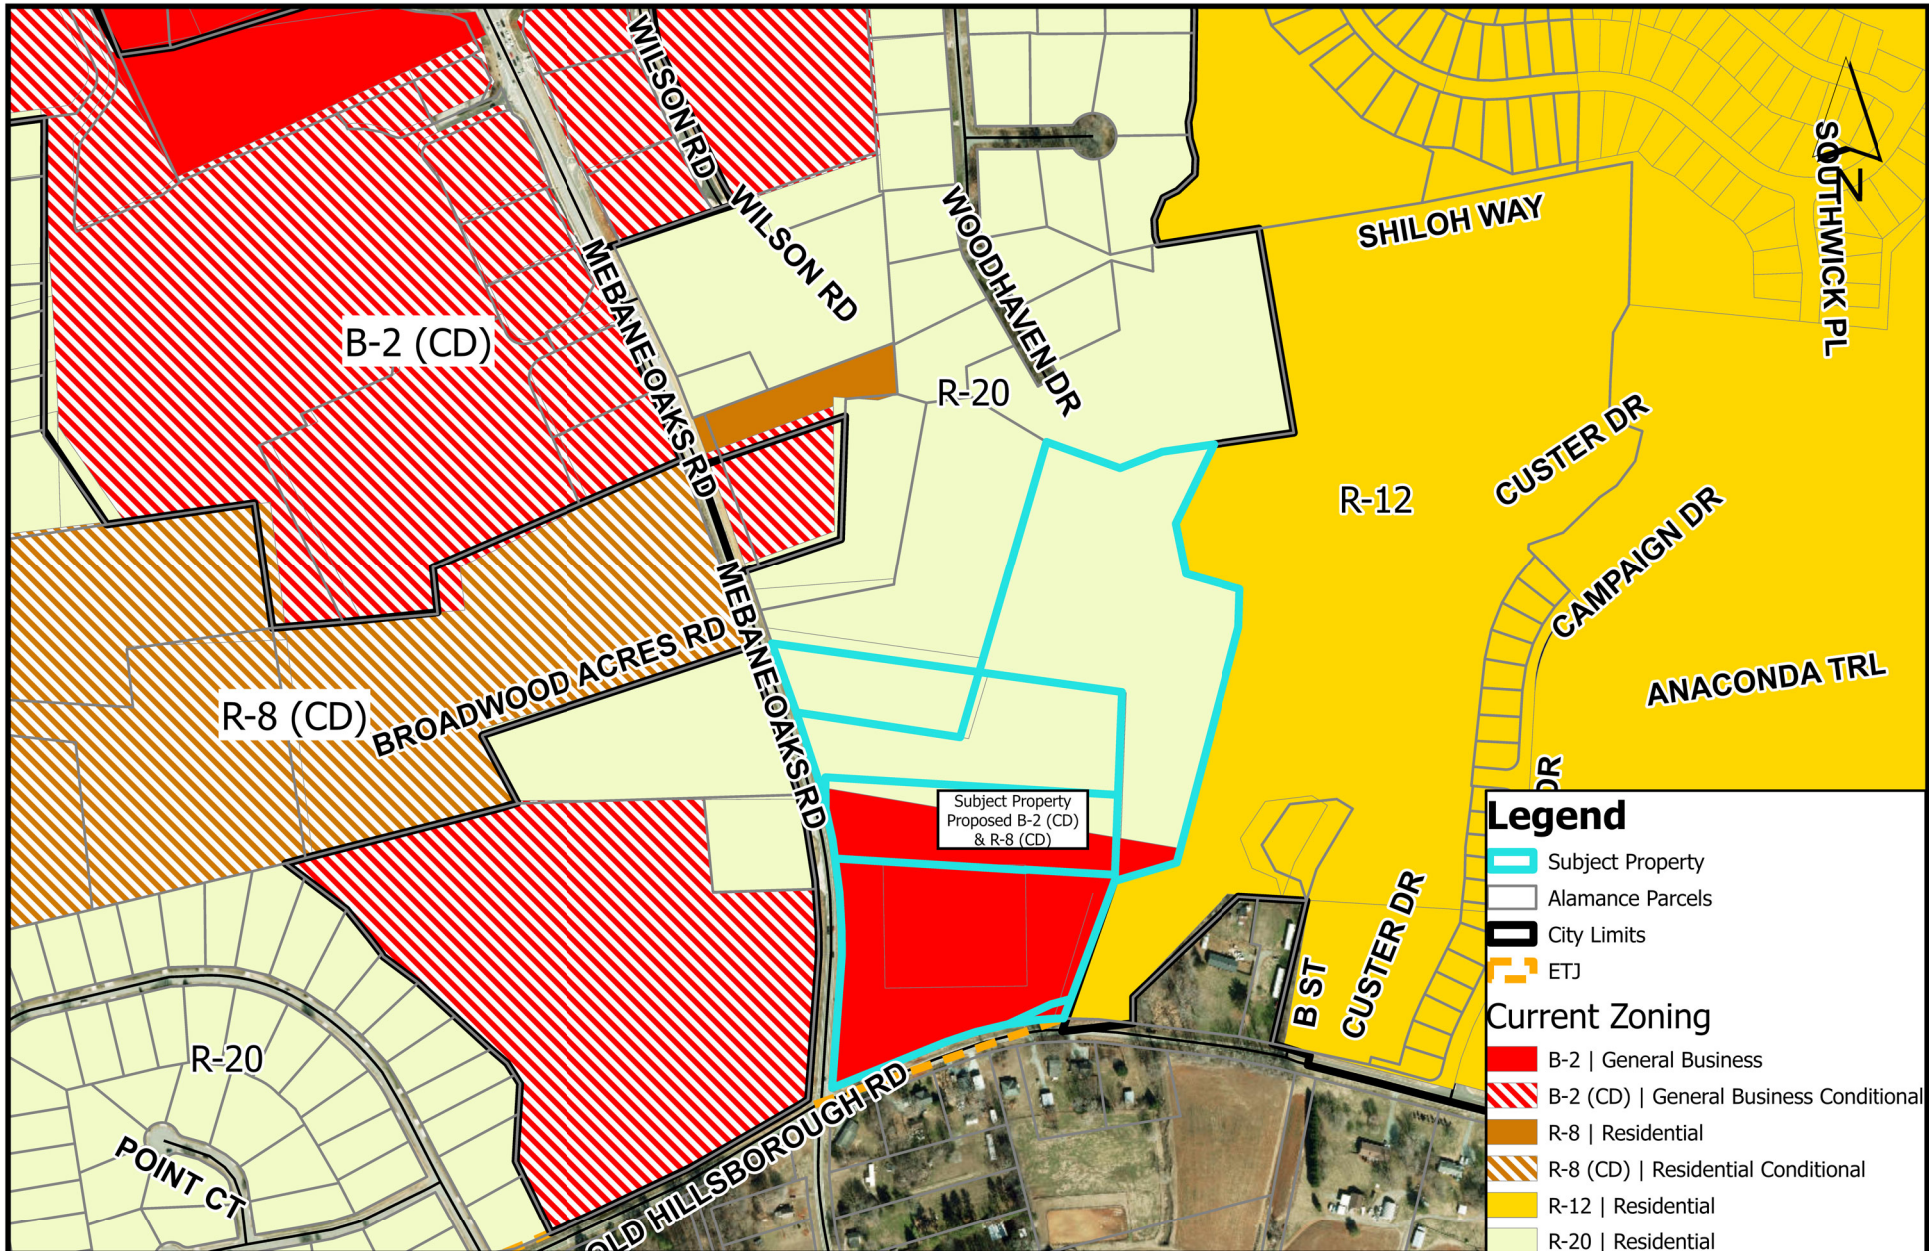 WILSON RD
WILSON RD
WOODHAVEN DR
SHILOH WAY
SOUTHWICK PL
N
MEBANE OAKS RD
B-2 (CD)
R-20
R-12
CUSTER DR
CAMPAIGN DR
ANACONDA TRL
MEBANE OAKS RD
BROADWOOD ACRES RD
R-8 (CD)
DR
Subject Property
Proposed B-2 (CD)
& R-8 (CD)
B ST
CUSTER DR
R-20
POINT CT
OLD HILLSBOROUGH RD
Legend
Subject Property
Alamance Parcels
City Limits
ETJ
Current Zoning
B-2 | General Business
B-2 (CD) | General Business Conditional
R-8 | Residential
R-8 (CD) | Residential Conditional
R-12 | Residential
R-20 | Residential